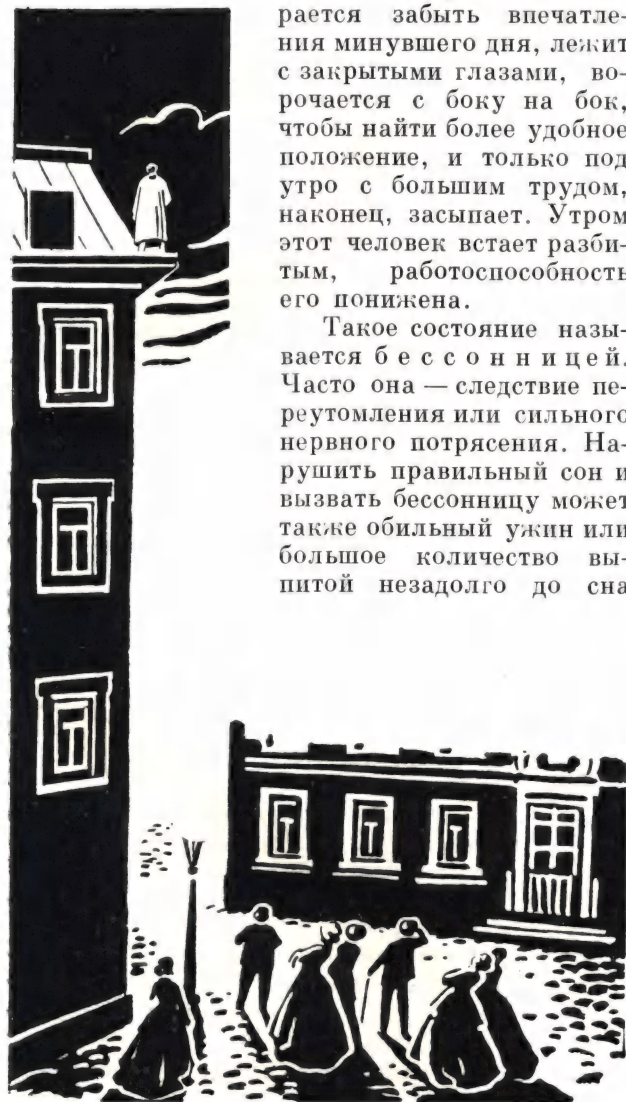 рается забыть впечатле-
ния минувшего дня, лежит
с закрытыми глазами, во-
рочается с боку на бок,
чтобы найти более удобное
положение, и только под
утро с большим трудом,
наконец, засыпает. Утром
этот человек встает разби-
тым, работоспособность
его понижена.
Такое состояние назы-
вается бессонницей.
Часто она — следствие пе-
реутомления или сильного
нервного потрясения. На-
рушить правильный сон и
вызвать бессонницу может
также обильный ужин или
большое количество вы-
питой незадолго до сна